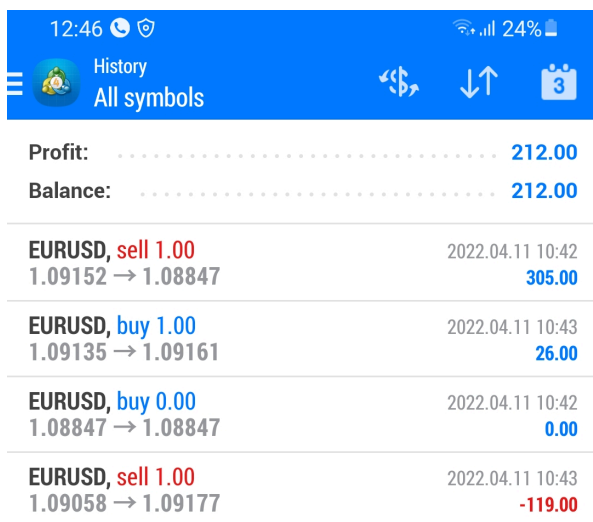 12:46 24%
History
All symbols
3
Profit: 212.00
Balance: 212.00
EURUSD, sell 1.00 2022.04.11 10:42
1.09152 → 1.08847 305.00
EURUSD, buy 1.00 2022.04.11 10:43
1.09135 → 1.09161 26.00
EURUSD, buy 0.00 2022.04.11 10:42
1.08847 → 1.08847 0.00
EURUSD, sell 1.00 2022.04.11 10:43
1.09058 → 1.09177 -119.00